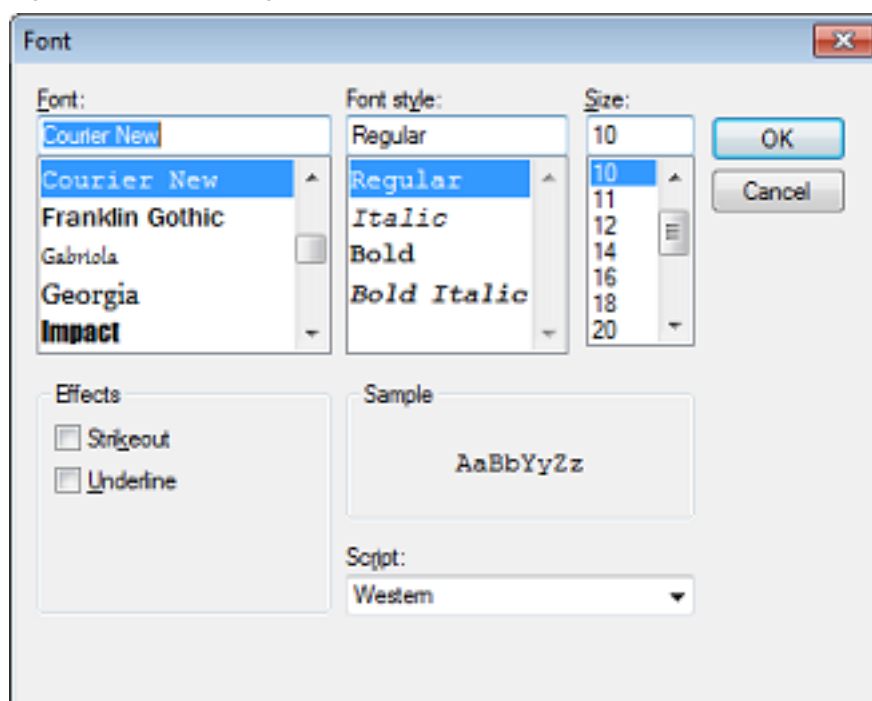 Font
Font: Font style: Size:
Courier New Regular 10 OK
Courier New Regular 10 Cancel
Franklin Gothic Italic 11
Gabriola Bold 12
Georgia Bold Italic 14
Impact 16
18
20
Effects Sample
Strikeout
Underline AaBbYyZz
Script:
Western